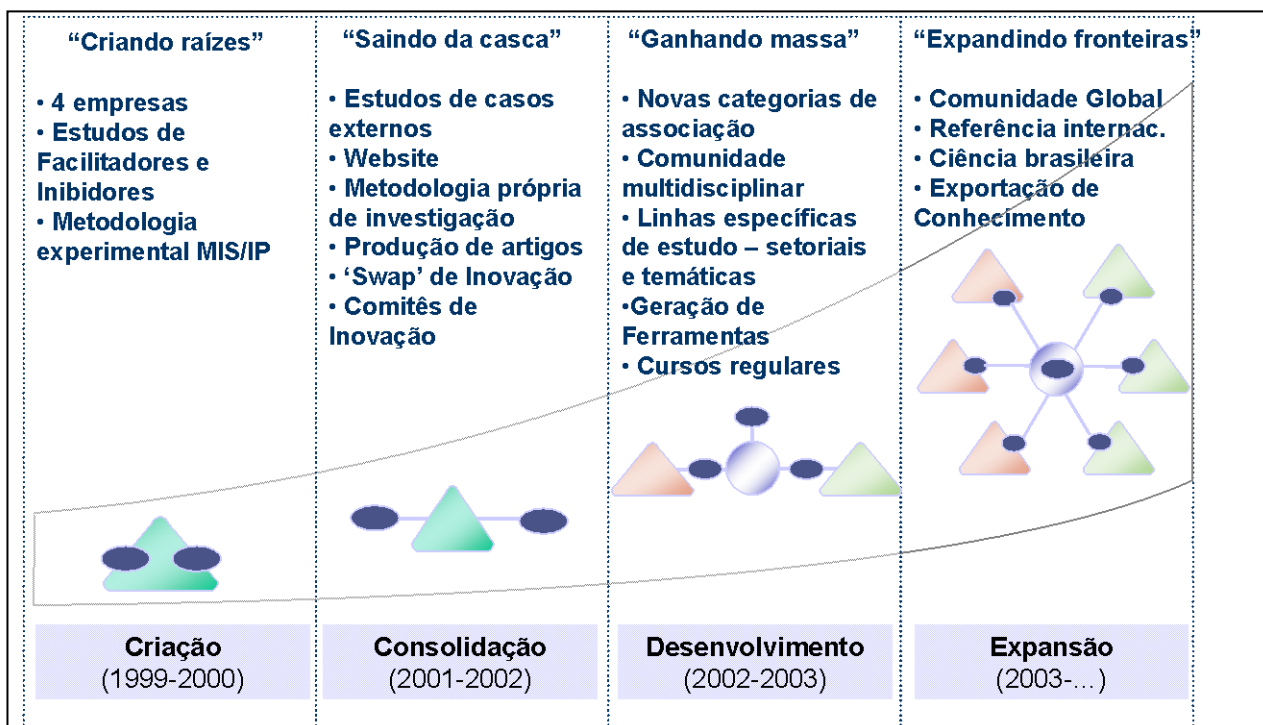 “Criando raízes”
• 4 empresas
• Estudos de
Facilitadores e
Inibidores
• Metodologia
experimental MIS/IP
“Saindo da casca”
• Estudos de casos
externos
• Website
• Metodologia própria
de investigação
• Produção de artigos
• ‘Swap’ de Inovação
• Comitês de
Inovação
“Ganhando massa”
• Novas categorias de
associação
• Comunidade
multidisciplinar
• Linhas específicas
de estudo – setoriais
e temáticas
•Geração de
Ferramentas
• Cursos regulares
“Expandindo fronteiras”
• Comunidade Global
• Referência internac.
• Ciência brasileira
• Exportação de
Conhecimento
Criação
(1999-2000)
Consolidação
(2001-2002)
Desenvolvimento
(2002-2003)
Expansão
(2003-...)